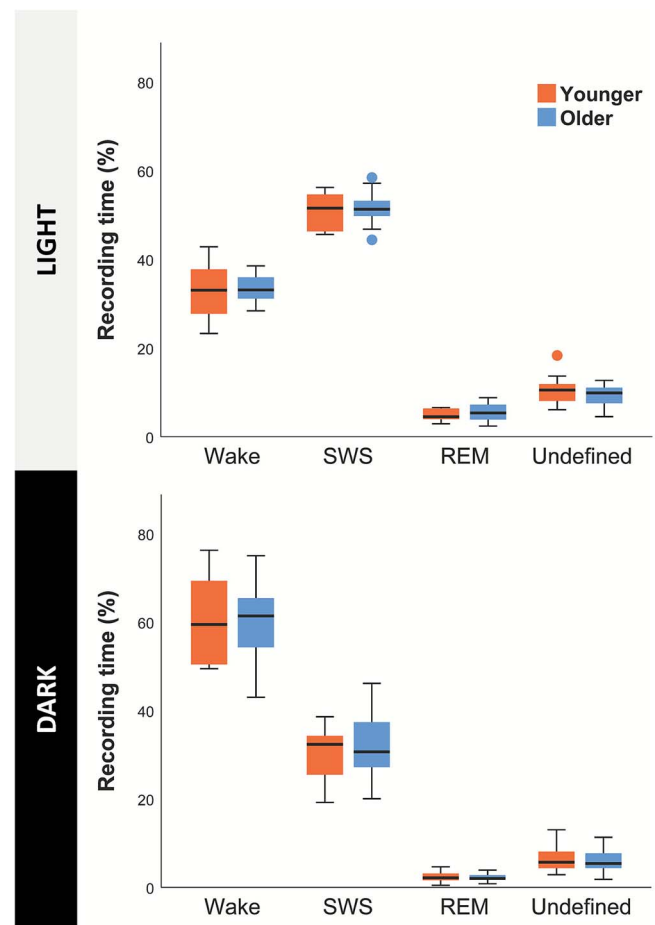 LIGHT
Recording time (%)
80
60
40
20
0
Younger
Older
Wake SWS REM Undefined
DARK
Recording time (%)
80
60
40
20
0
Wake SWS REM Undefined